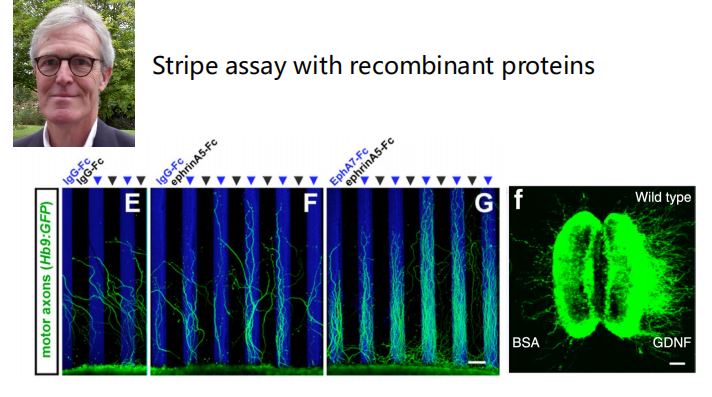 Stripe assay with recombinant proteins
IgG-Fc
IgG-Fc
IgG-Fc
ephrinA5-Fc
EphA7-Fc
ephrinA5-Fc
motor axons (Hb9:GFP)
E
F
G
f
Wild type
BSA
GDNF